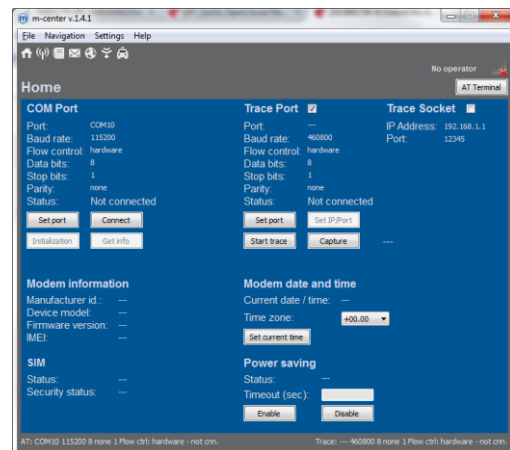 m-center v.1.4.1
File Navigation Settings Help
No operator
Home
AT Terminal
COM Port
Port: COM10
Baud rate: 115200
Flow control: hardware
Data bits: 8
Stop bits: 1
Parity: none
Status: Not connected
Set port Connect
Initialization Get info
Trace Port
Port: ---
Baud rate: 460800
Flow control: hardware
Data bits: 8
Stop bits: 1
Parity: none
Status: Not connected
Set port Set IP/Port
Start trace Capture ---
Trace Socket
IP Address: 192.168.1.1
Port: 12345
Modem information
Manufacturer id.: ---
Device model: ---
Firmware version: ---
IMEI: ---
Modem date and time
Current date / time: ---
Time zone: +00.00
Set current time
SIM
Status: ---
Security status: ---
Power saving
Status: ---
Timeout (sec):
Enable Disable
AT: COM10 115200 8 none 1 Flow ctrl: hardware - not cnn.
Trace: --- 460800 8 none 1 Flow ctrl: hardware - not cnn.